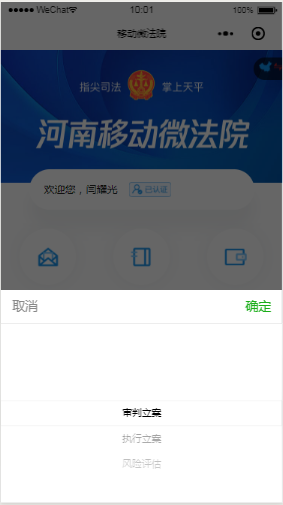 ●●●●● WeChat 10:01 100%
移动微法院
指尖司法 掌上天平
河南移动微法院
欢迎您，闫耀光 已认证
取消 确定
审判立案
执行立案
风险评估